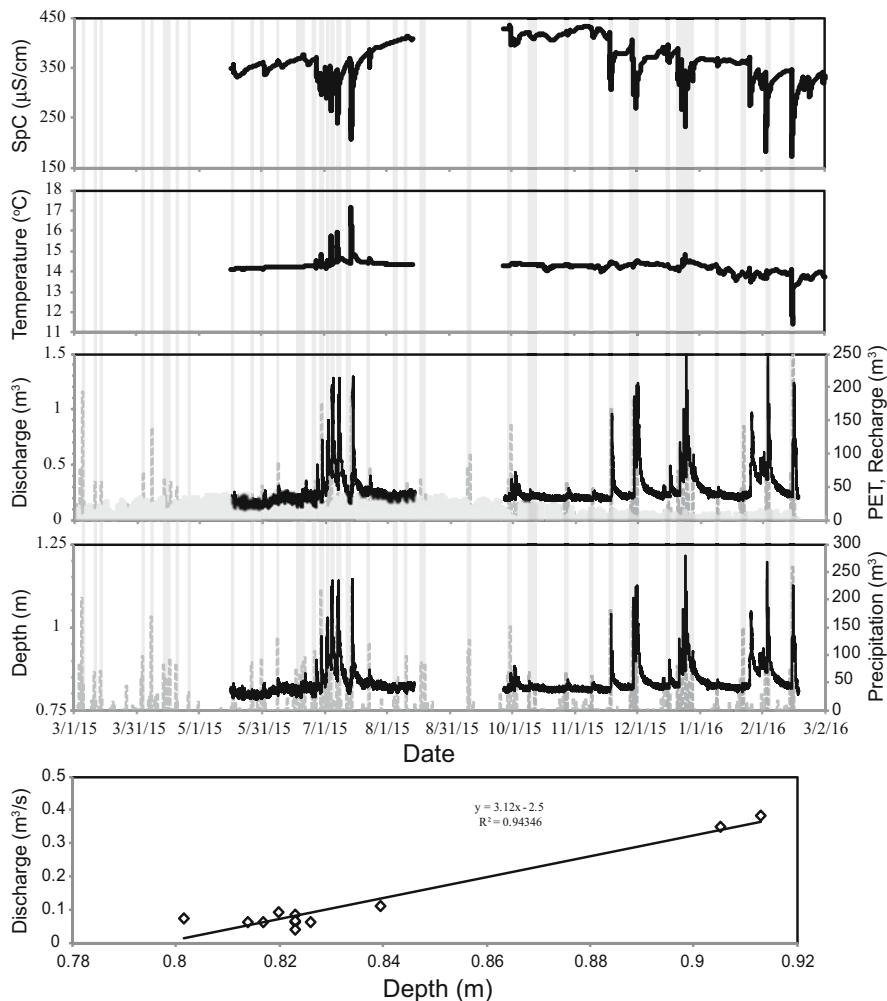 450
350
250
150
SpC (μS/cm)
18
17
16
15
14
13
12
11
Temperature (°C)
1.5
1
0.5
0
Discharge (m³)
250
200
150
100
50
0
PET, Recharge (m³)
1.25
1
0.75
Depth (m)
300
250
200
150
100
50
0
Precipitation (m³)
3/1/15 3/31/15 5/1/15 5/31/15 7/1/15 8/1/15 8/31/15 10/1/15 11/1/15 12/1/15 1/1/16 2/1/16 3/2/16
Date
0.5
0.4
0.3
0.2
0.1
0
Discharge (m³/s)
y = 3.12x - 2.5
R² = 0.94346
0.78 0.8 0.82 0.84 0.86 0.88 0.9 0.92
Depth (m)